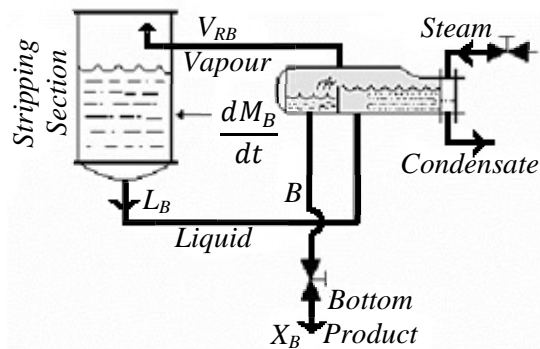 V_RB
Vapour
Steam
Stripping
Section
dM_B
dt
Condensate
L_B
B
Liquid
Bottom
X_B Product